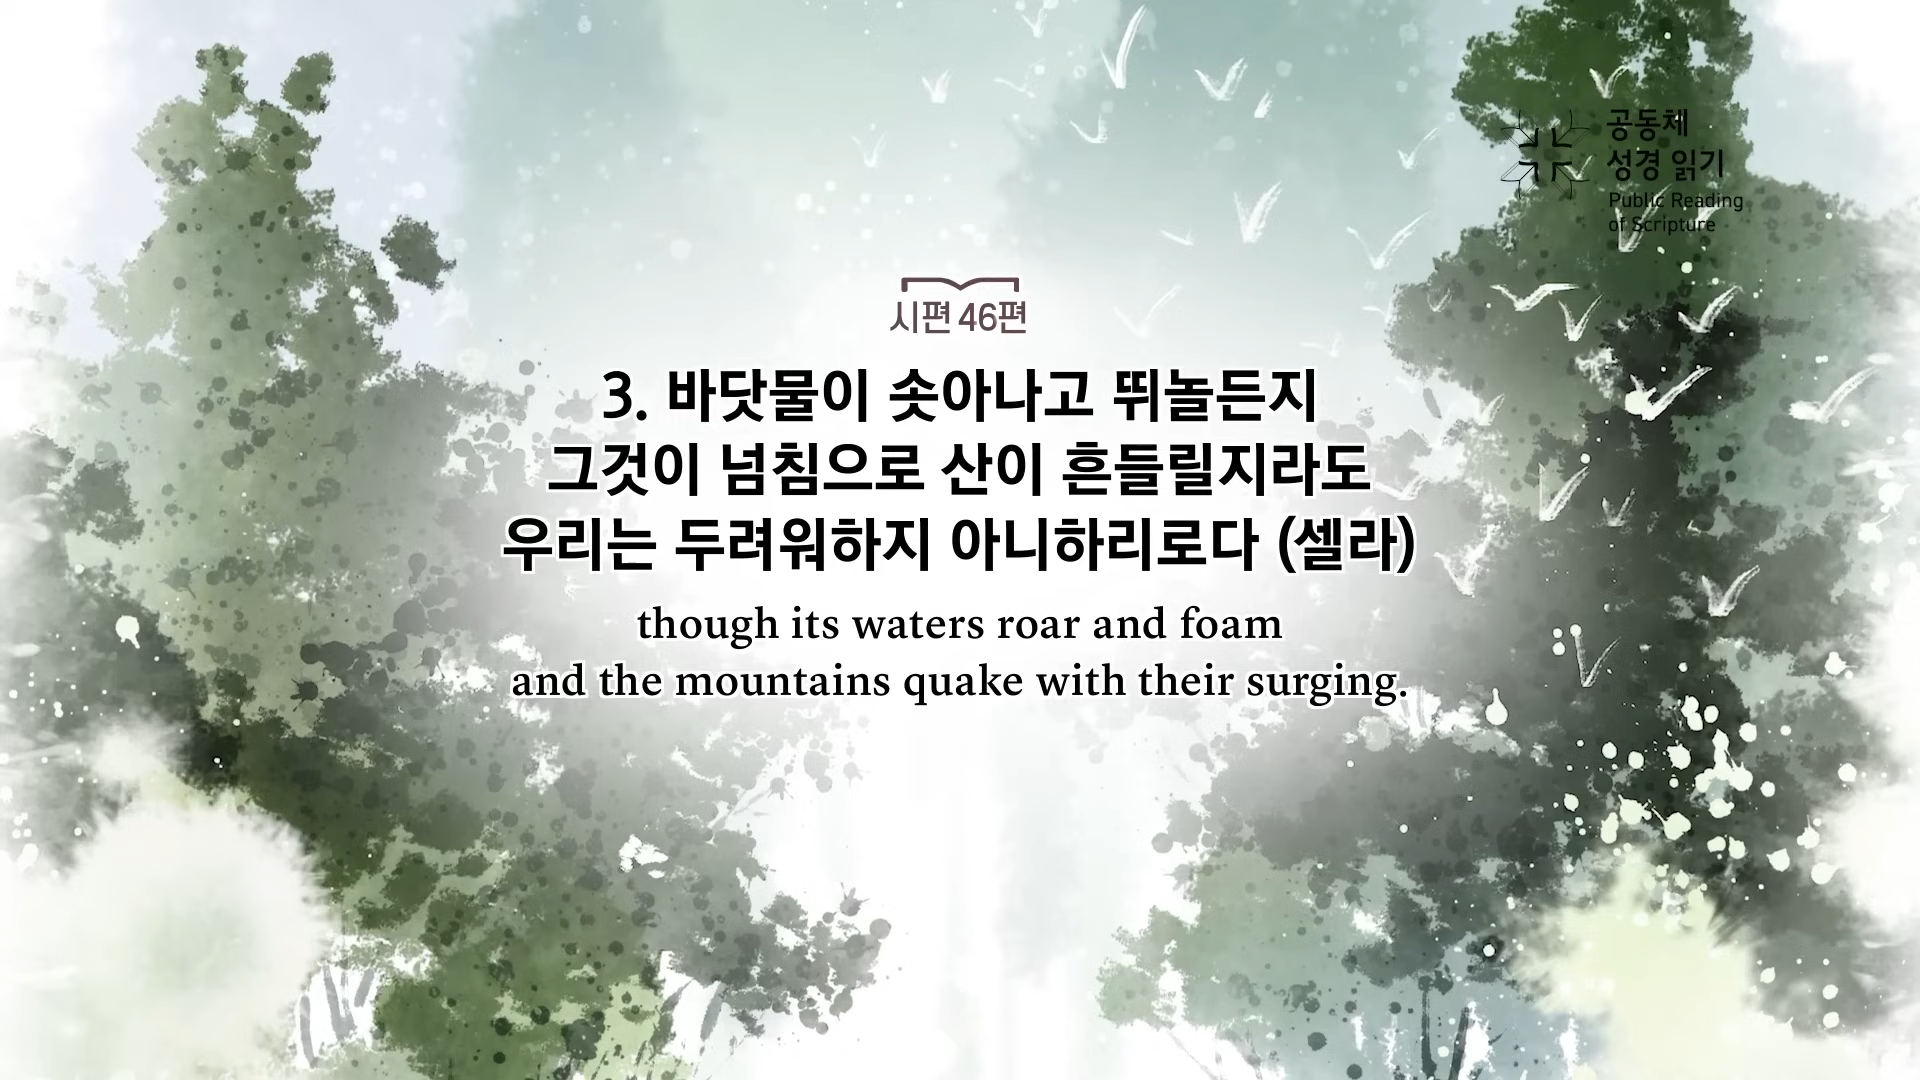 공동체
성경 읽기
Public Reading
of Scripture
시편 46편
3. 바닷물이 솟아나고 뛰놀든지
그것이 넘침으로 산이 흔들릴지라도
우리는 두려워하지 아니하리로다 (셀라)
though its waters roar and foam
and the mountains quake with their surging.